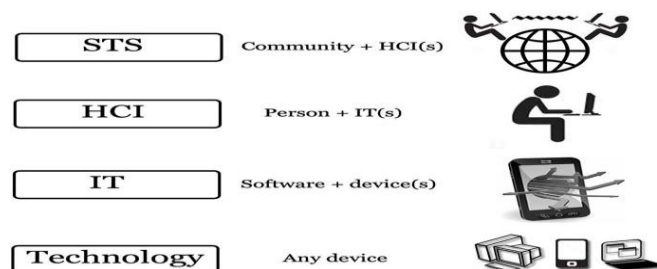 STS Community + HCI(s)
HCI Person + IT(s)
IT Software + device(s)
Technology Any device